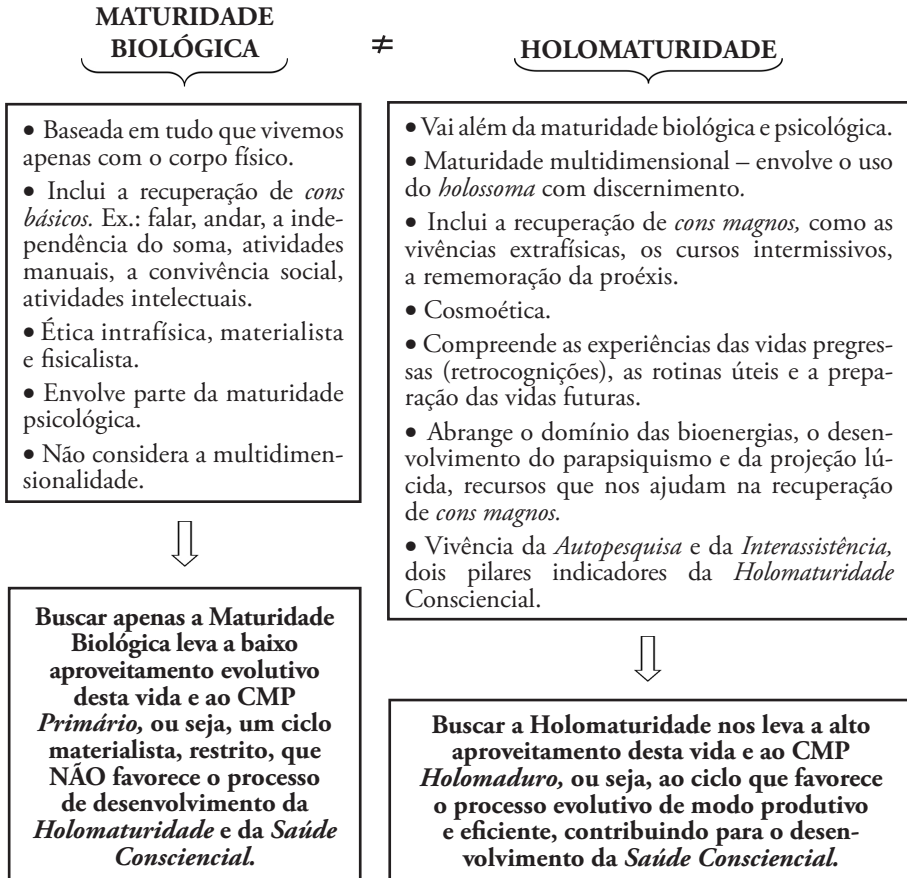 MATURIDADE
BIOLÓGICA
≠
HOLOMATURIDADE
• Baseada em tudo que vivemos
apenas com o corpo físico.
• Inclui a recuperação de cons
básicos. Ex.: falar, andar, a inde-
pendência do soma, atividades
manuais, a convivência social,
atividades intelectuais.
• Ética intrafísica, materialista
e fisicalista.
• Envolve parte da maturidade
psicológica.
• Não considera a multidimen-
sionalidade.
Buscar apenas a Maturidade
Biológica leva a baixo
aproveitamento evolutivo
desta vida e ao CMP
Primário, ou seja, um ciclo
materialista, restrito, que
NÃO favorece o processo
de desenvolvimento da
Holomaturidade e da Saúde
Consciencial.
• Vai além da maturidade biológica e psicológica.
• Maturidade multidimensional – envolve o uso
do holossoma com discernimento.
• Inclui a recuperação de cons magnos, como as
vivências extrafísicas, os cursos intermissivos,
a rememoração da proéxis.
• Cosmoética.
• Compreende as experiências das vidas pregres-
sas (retrocognições), as rotinas úteis e a prepa-
ração das vidas futuras.
• Abrange o domínio das bioenergias, o desen-
volvimento do parapsiquismo e da projeção lú-
cida, recursos que nos ajudam na recuperação
de cons magnos.
• Vivência da Autopesquisa e da Interassistência,
dois pilares indicadores da Holomaturidade
Consciencial.
Buscar a Holomaturidade nos leva a alto
aproveitamento desta vida e ao CMP
Holomaduro, ou seja, ao ciclo que favorece
o processo evolutivo de modo produtivo
e eficiente, contribuindo para o desen-
volvimento da Saúde Consciencial.